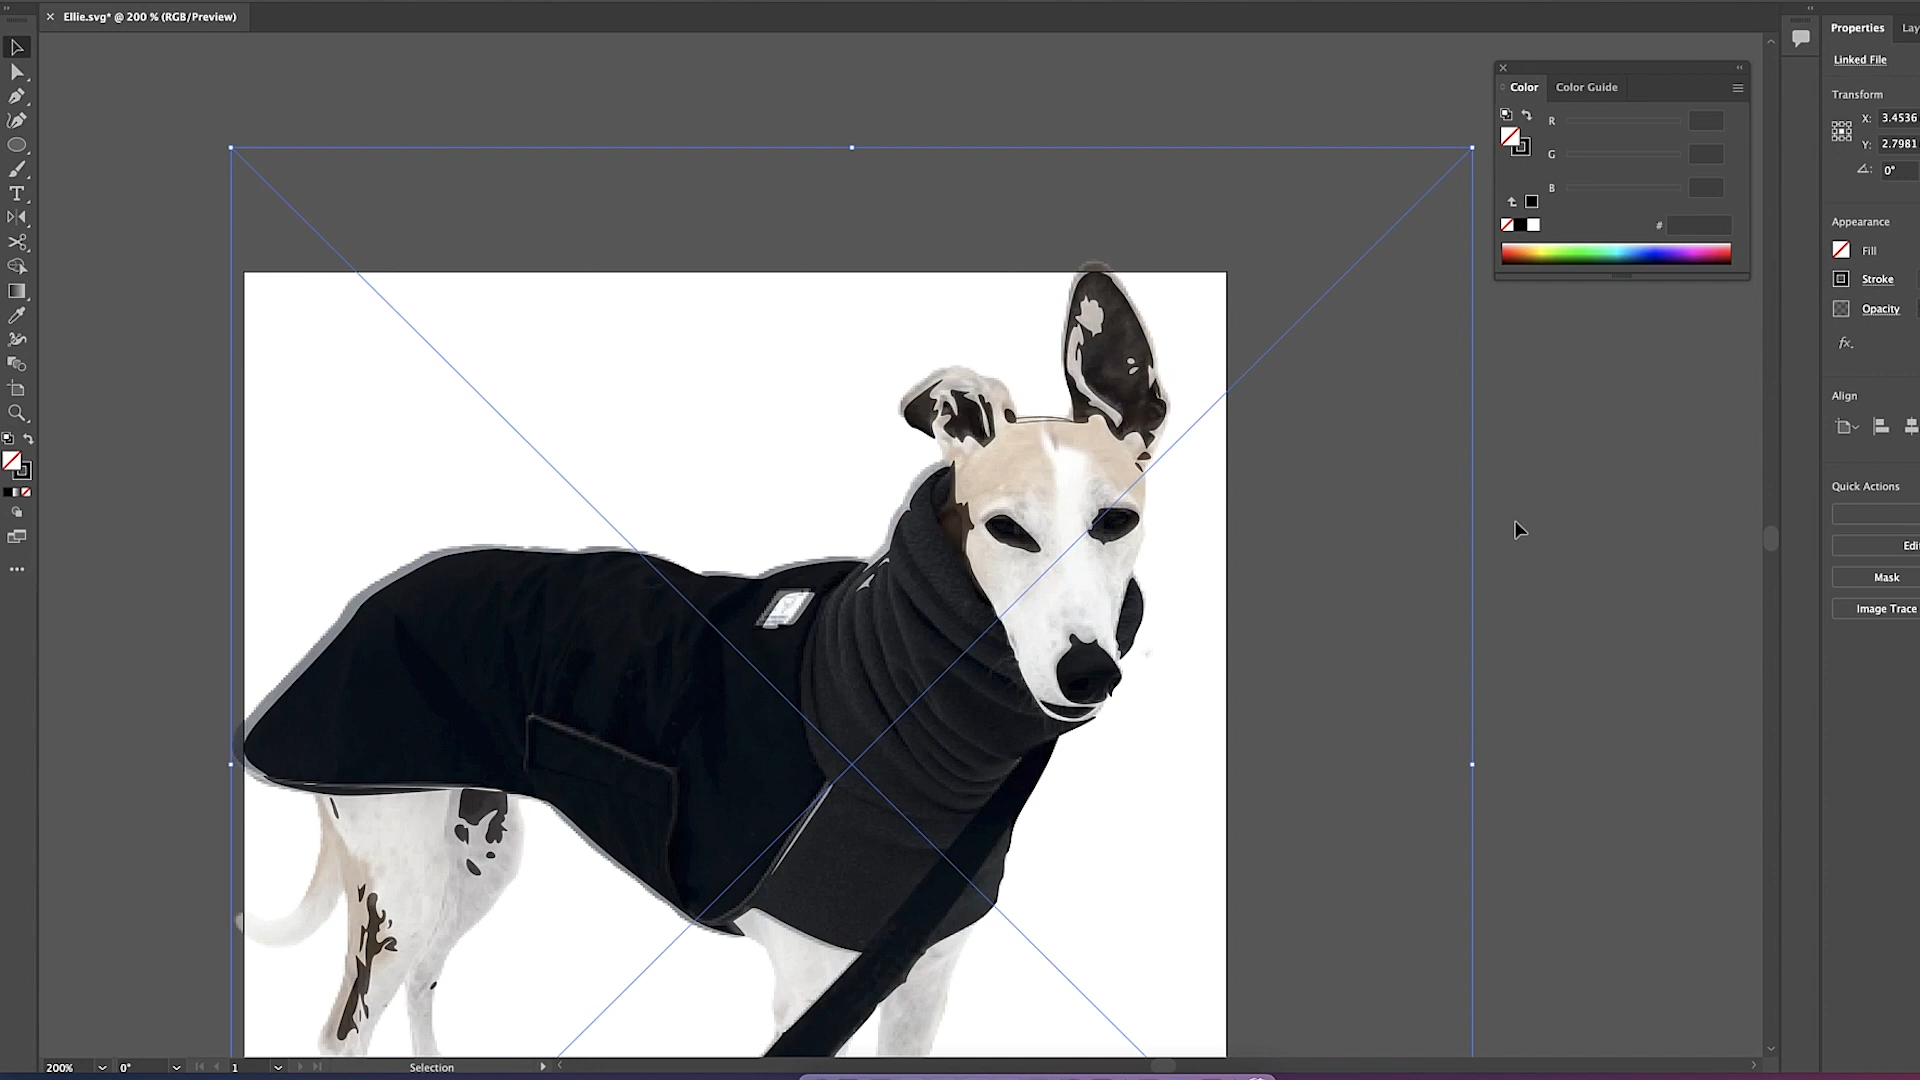 Ellie.svg* @ 200 % (RGB/Preview)
Properties
Linked File
Transform
X: 3.4536
Y: 2.7981
0°
Appearance
Fill
Stroke
Opacity
fx.
Align
Quick Actions
Mask
Image Trace
Color
Color Guide
R
G
B
#
200%
0°
1
Selection